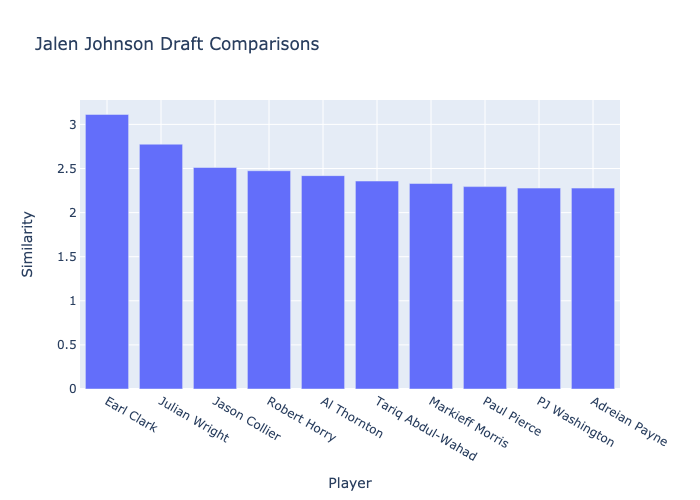 Jalen Johnson Draft Comparisons
Similarity
3
2.5
2
1.5
1
0.5
0
Earl Clark
Julian Wright
Jason Collier
Robert Horry
Al Thornton
Tariq Abdul-Wahad
Markieff Morris
Paul Pierce
PJ Washington
Adreian Payne
Player